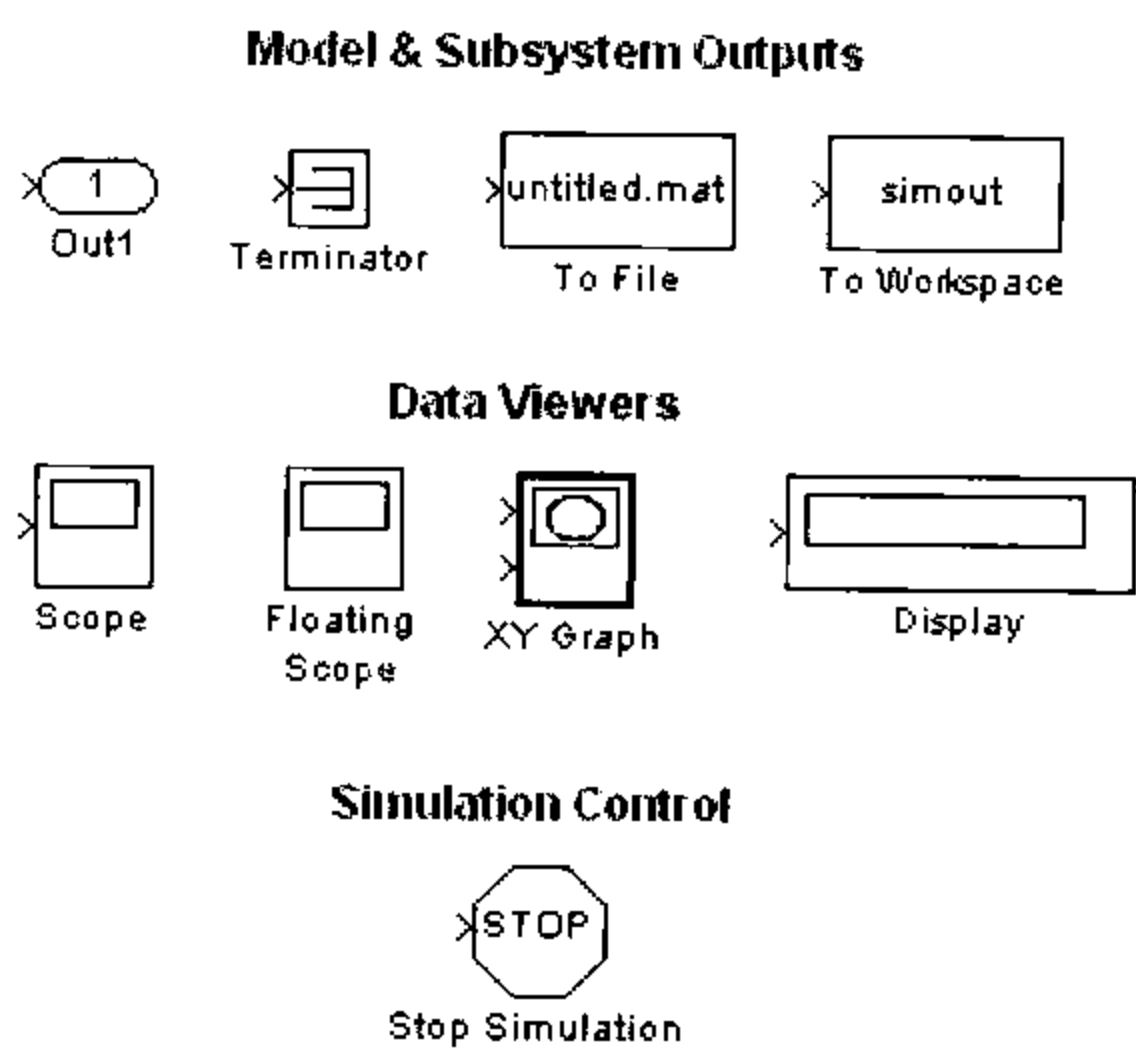 Model & Subsystem Outputs
1
untitled.mat
simout
Out1
Terminator
To File
To Workspace
Data Viewers
Scope
Floating
Scope
XY Graph
Display
Simulation Control
STOP
Stop Simulation